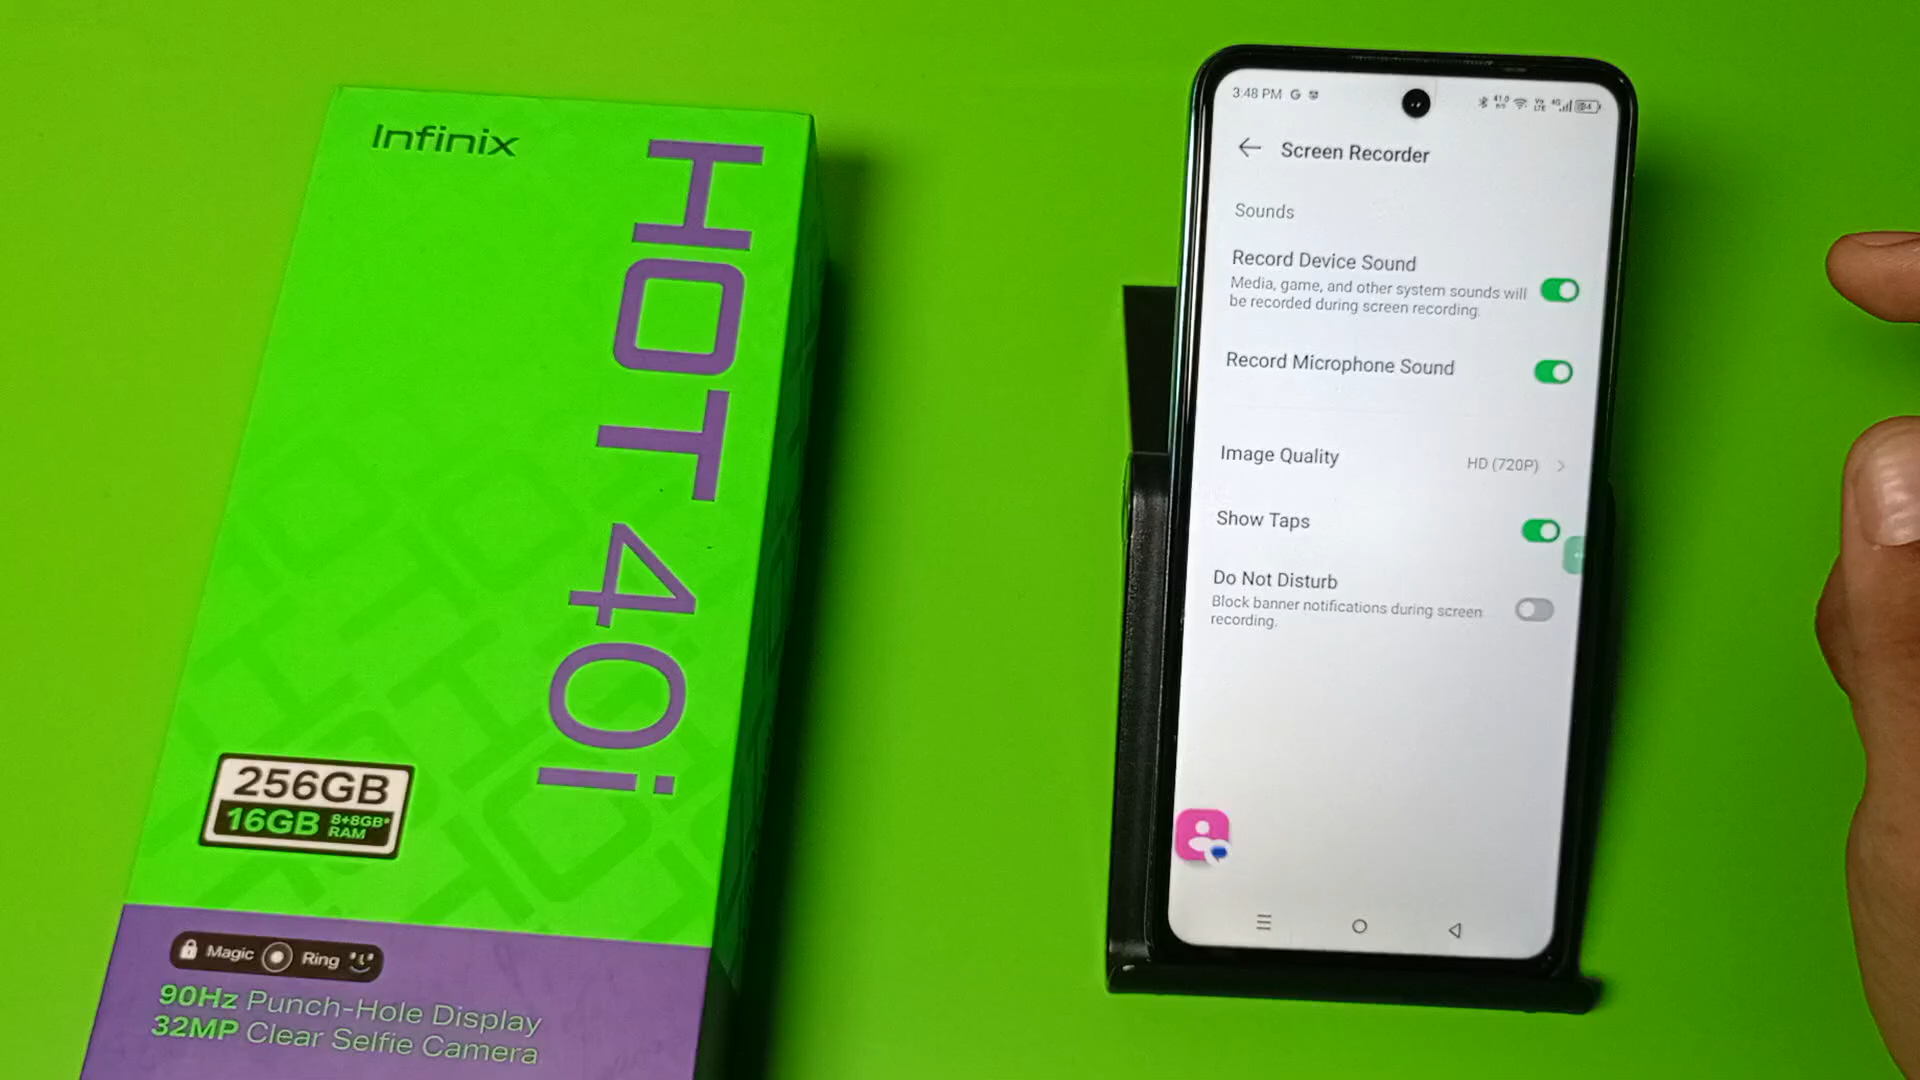 Infinix
HOT 40i
256GB
16GB 8+8GB*
RAM
Magic Ring
90Hz Punch-Hole Display
32MP Clear Selfie Camera
3:48 PM G
Screen Recorder
Sounds
Record Device Sound
Media, game, and other system sounds will
be recorded during screen recording.
Record Microphone Sound
Image Quality
HD (720P)
Show Taps
Do Not Disturb
Block banner notifications during screen
recording.